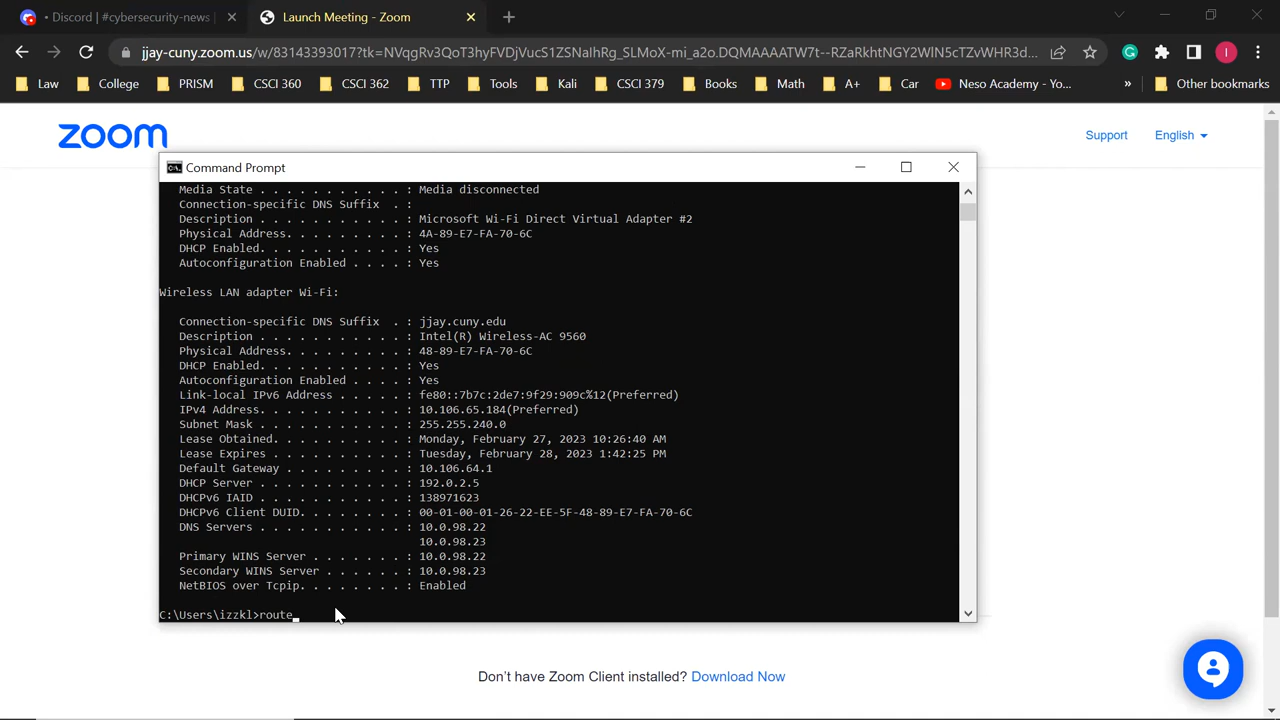 Discord | #cybersecurity-news |
Launch Meeting - Zoom
jjay-cuny.zoom.us/w/83143393017?tk=NVqgRv3QoT3hyFVDjVucS1ZSNaIhRg_SLMoX-mi_a2o.DQMAAAATW7t--RZaRkhtNGY2WlN5cTZvWHR3d...
Law
College
PRISM
CSCI 360
CSCI 362
TTP
Tools
Kali
CSCI 379
Books
Math
A+
Car
Neso Academy - Yo...
»
Other bookmarks
zoom
Support
English
Command Prompt
Media State . . . . . . . . . . . : Media disconnected
Connection-specific DNS Suffix  . :
Description . . . . . . . . . . . : Microsoft Wi-Fi Direct Virtual Adapter #2
Physical Address. . . . . . . . . : 4A-89-E7-FA-70-6C
DHCP Enabled. . . . . . . . . . . : Yes
Autoconfiguration Enabled . . . . : Yes
Wireless LAN adapter Wi-Fi:
Connection-specific DNS Suffix  . : jjay.cuny.edu
Description . . . . . . . . . . . : Intel(R) Wireless-AC 9560
Physical Address. . . . . . . . . : 48-89-E7-FA-70-6C
DHCP Enabled. . . . . . . . . . . : Yes
Autoconfiguration Enabled . . . . : Yes
Link-local IPv6 Address . . . . . : fe80::7b7c:2de7:9f29:909c%12(Preferred)
IPv4 Address. . . . . . . . . . . : 10.106.65.184(Preferred)
Subnet Mask . . . . . . . . . . . : 255.255.240.0
Lease Obtained. . . . . . . . . . : Monday, February 27, 2023 10:26:40 AM
Lease Expires . . . . . . . . . . : Tuesday, February 28, 2023 1:42:25 PM
Default Gateway . . . . . . . . . : 10.106.64.1
DHCP Server . . . . . . . . . . . : 192.0.2.5
DHCPv6 IAID . . . . . . . . . . . : 138971623
DHCPv6 Client DUID. . . . . . . . : 00-01-00-01-26-22-EE-5F-48-89-E7-FA-70-6C
DNS Servers . . . . . . . . . . . : 10.0.98.22
10.0.98.23
Primary WINS Server . . . . . . . : 10.0.98.22
Secondary WINS Server . . . . . . : 10.0.98.23
NetBIOS over Tcpip. . . . . . . . : Enabled
C:\Users\izzkl>route_
Don't have Zoom Client installed? Download Now